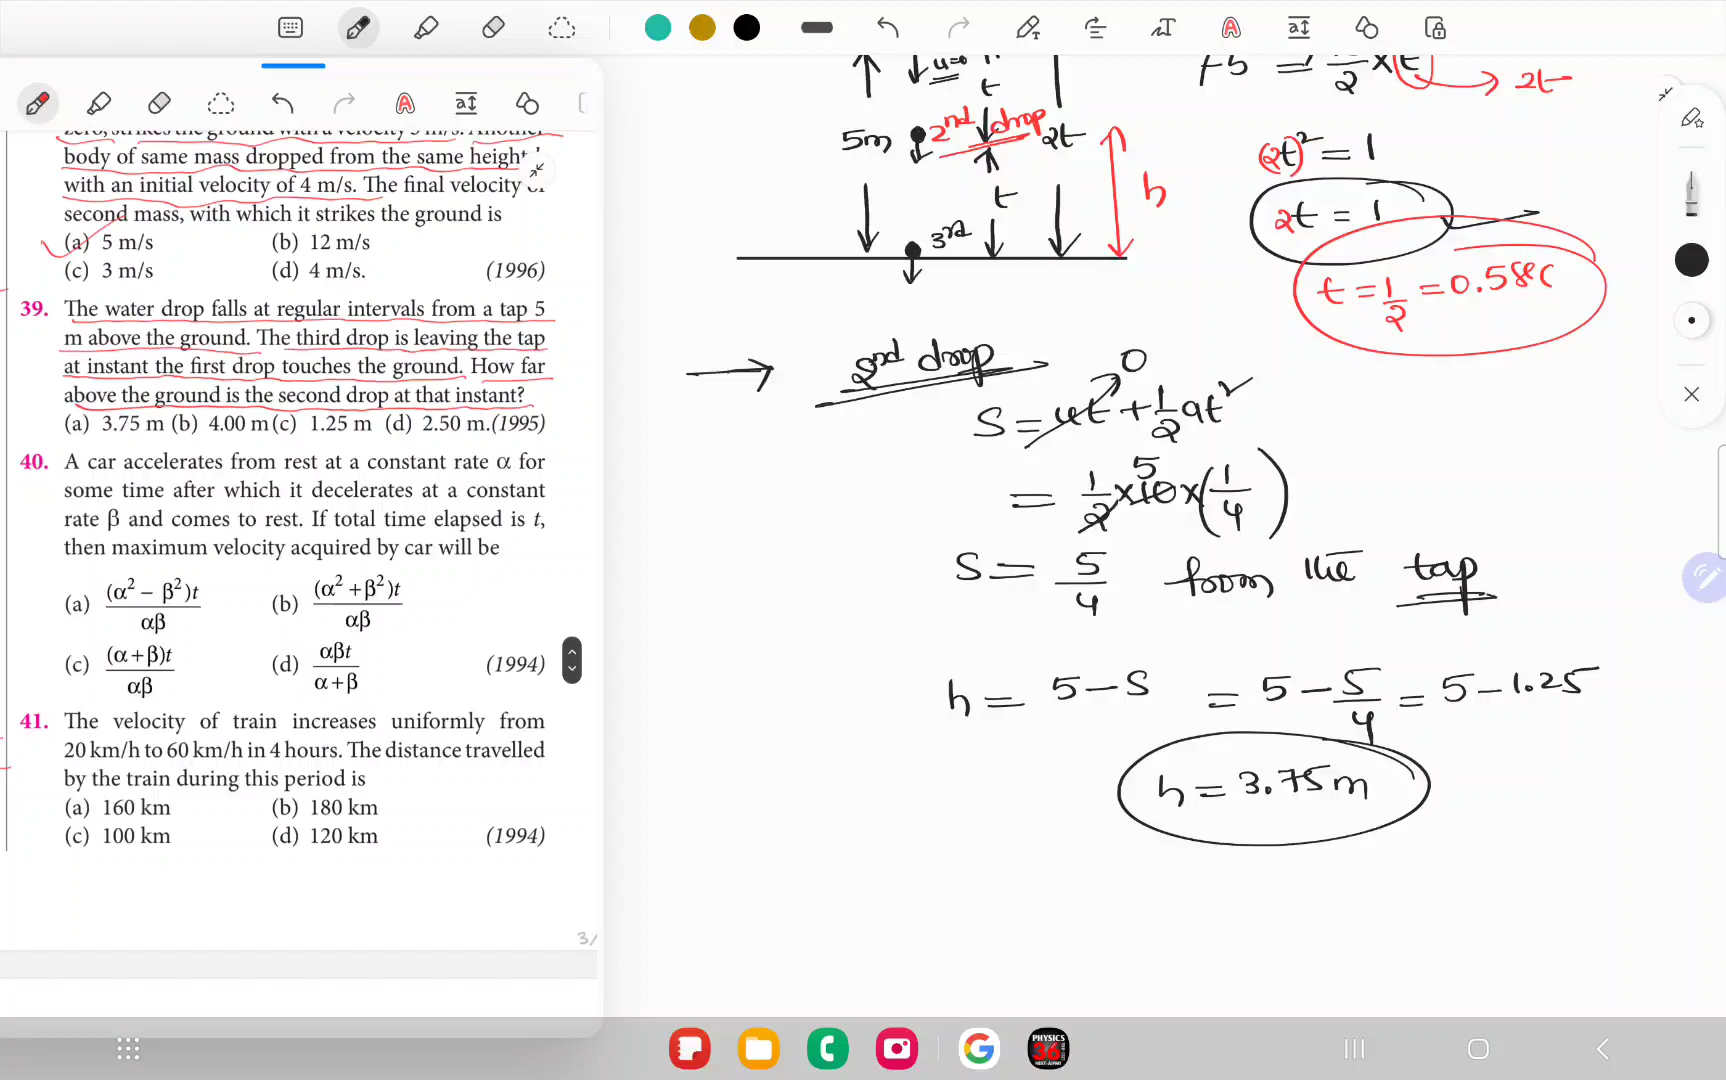 body of same mass dropped from the same height
with an initial velocity of 4 m/s. The final velocity
second mass, with which it strikes the ground is
(a) 5 m/s (b) 12 m/s
(c) 3 m/s (d) 4 m/s. (1996)
39. The water drop falls at regular intervals from a tap 5
m above the ground. The third drop is leaving the tap
at instant the first drop touches the ground. How far
above the ground is the second drop at that instant?
(a) 3.75 m (b) 4.00 m (c) 1.25 m (d) 2.50 m. (1995)
40. A car accelerates from rest at a constant rate α for
some time after which it decelerates at a constant
rate β and comes to rest. If total time elapsed is t,
then maximum velocity acquired by car will be
(a) (α² − β²)t / αβ (b) (α² + β²)t / αβ
(c) (α + β)t / αβ (d) αβt / α + β (1994)
41. The velocity of train increases uniformly from
20 km/h to 60 km/h in 4 hours. The distance travelled
by the train during this period is
(a) 160 km (b) 180 km
(c) 100 km (d) 120 km (1994)
3/
u=0
t
5m 2nd drop 2t
h
t
3rd
2t
(2t)² = 1
2t = 1
t = 1/2 = 0.5 sec
2nd drop
S = ut + 1/2 at²
0
= 1/2 × 10 × (1/4)
5
S = 5/4 from the tap
h = 5 − S = 5 − 5/4 = 5 − 1.25
h = 3.75 m
PHYSICS
36